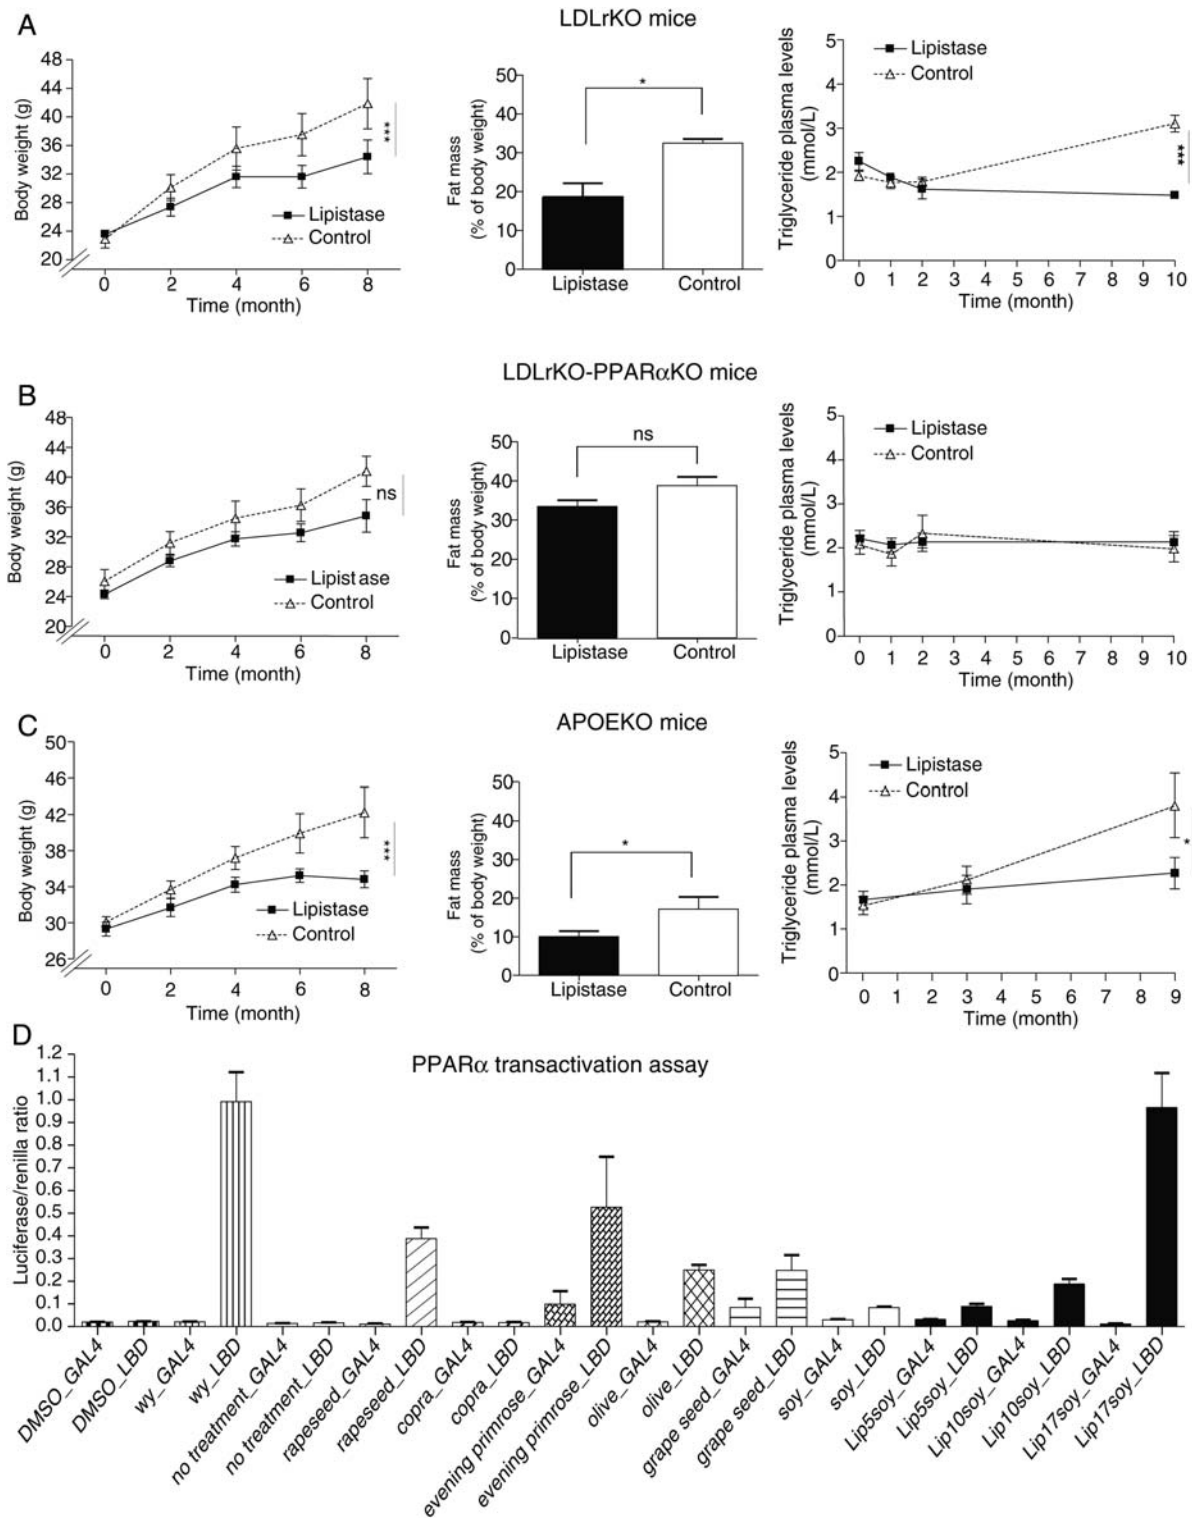 A
LDLrKO mice
Body weight (g)
48
44
40
36
32
28
24
20
***
Lipistase
Control
0 2 4 6 8
Time (month)
Fat mass
(% of body weight)
50
40
30
20
10
0
*
Lipistase Control
Triglyceride plasma levels
(mmol/L)
5
4
3
2
1
0
Lipistase
Control
***
0 1 2 3 4 5 6 7 8 9 10
Time (month)
B
LDLrKO-PPARαKO mice
Body weight (g)
48
44
40
36
32
28
24
20
ns
Lipistase
Control
0 2 4 6 8
Time (month)
Fat mass
(% of body weight)
50
40
30
20
10
0
ns
Lipistase Control
Triglyceride plasma levels
(mmol/L)
5
4
3
2
1
0
Lipistase
Control
0 1 2 3 4 5 6 7 8 9 10
Time (month)
C
APOEKO mice
Body weight (g)
50
46
42
38
34
30
26
***
Lipistase
Control
0 2 4 6 8
Time (month)
Fat mass
(% of body weight)
50
40
30
20
10
0
*
Lipistase Control
Triglyceride plasma levels
(mmol/L)
5
4
3
2
1
0
Lipistase
Control
*
0 1 2 3 4 5 6 7 8 9
Time (month)
D
PPARα transactivation assay
Luciferase/renilla ratio
1.2
1.1
1.0
0.9
0.8
0.7
0.6
0.5
0.4
0.3
0.2
0.1
0.0
DMSO_GAL4
DMSO_LBD
wy_GAL4
wy_LBD
no treatment_GAL4
no treatment_LBD
rapeseed_GAL4
rapeseed_LBD
copra_GAL4
copra_LBD
evening primrose_GAL4
evening primrose_LBD
olive_GAL4
olive_LBD
grape seed_GAL4
grape seed_LBD
soy_GAL4
soy_LBD
Lip5soy_GAL4
Lip5soy_LBD
Lip10soy_GAL4
Lip10soy_LBD
Lip17soy_GAL4
Lip17soy_LBD